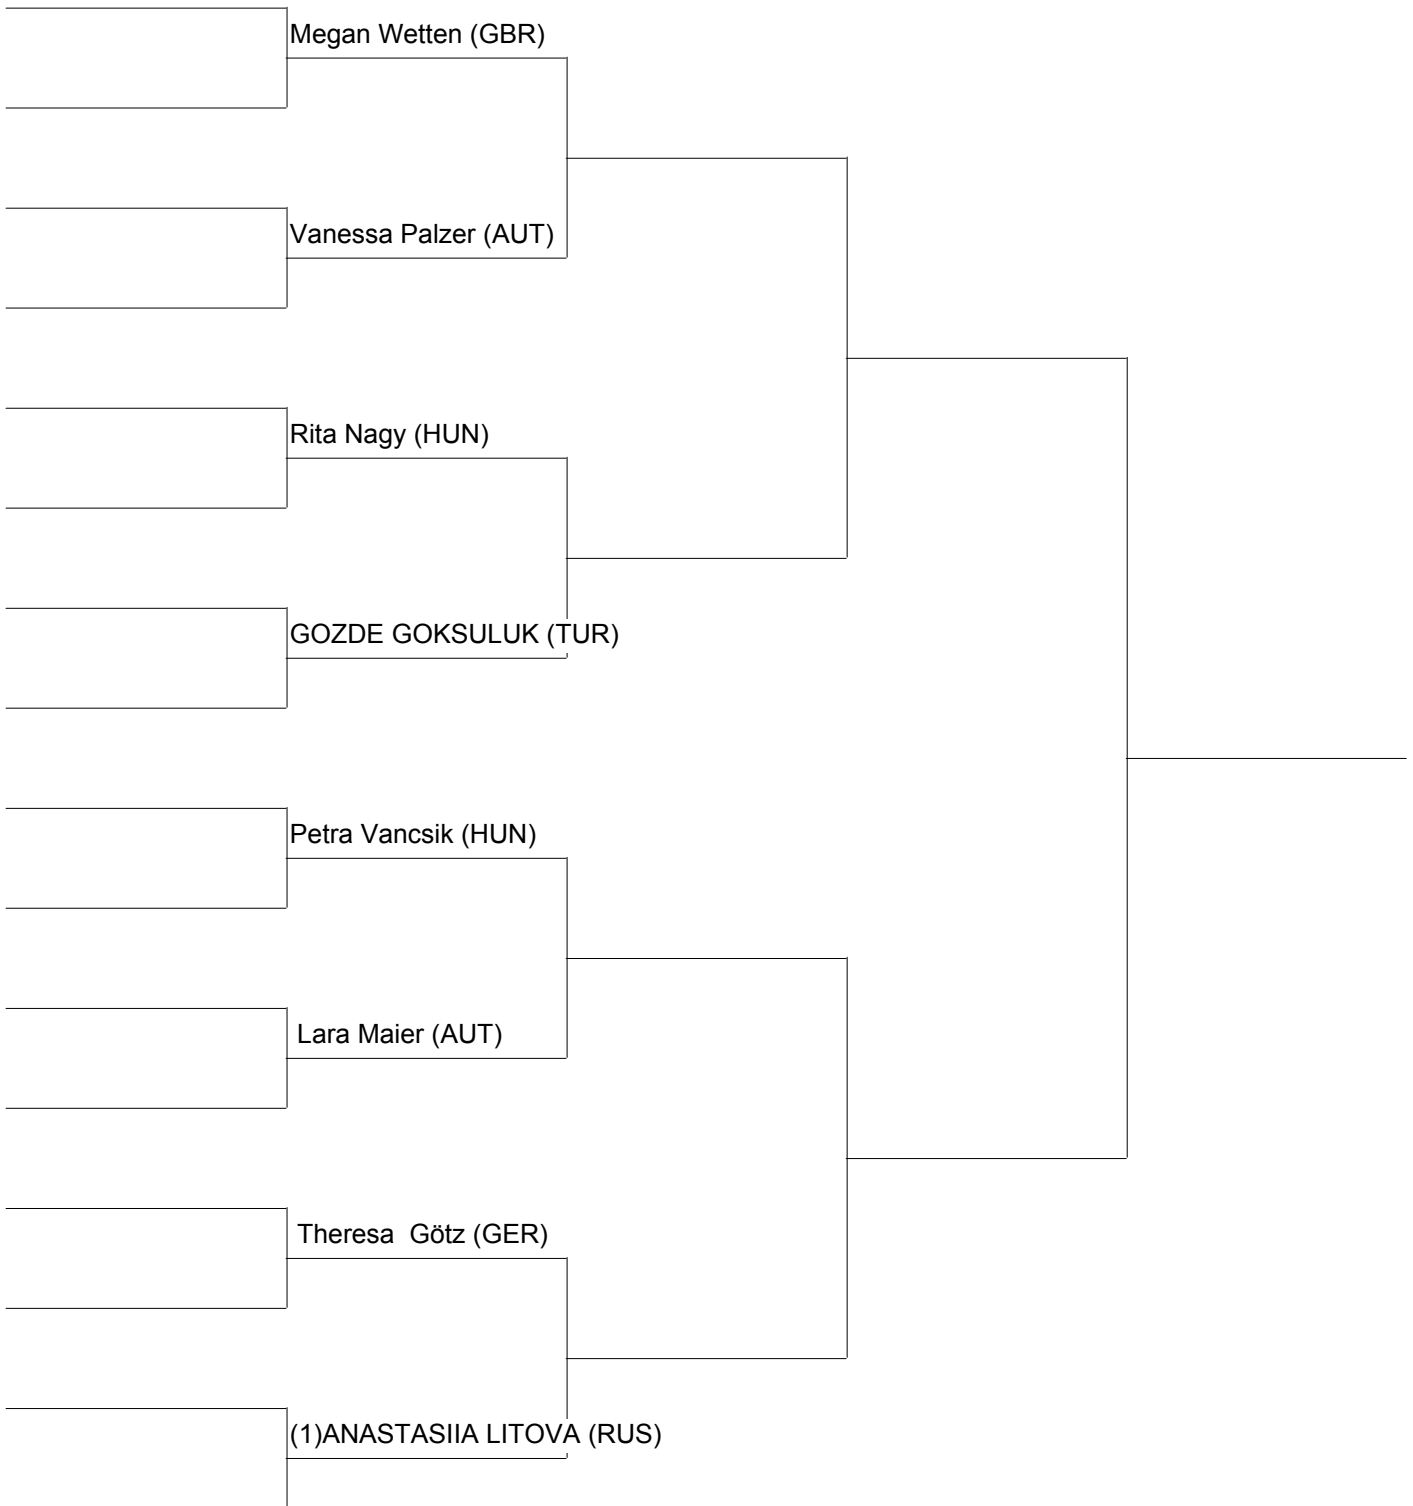 Megan Wetten (GBR)
Vanessa Palzer (AUT)
Rita Nagy (HUN)
GOZDE GOKSULUK (TUR)
Petra Vancsik (HUN)
Lara Maier (AUT)
Theresa  Götz (GER)
(1)ANASTASIIA LITOVA (RUS)